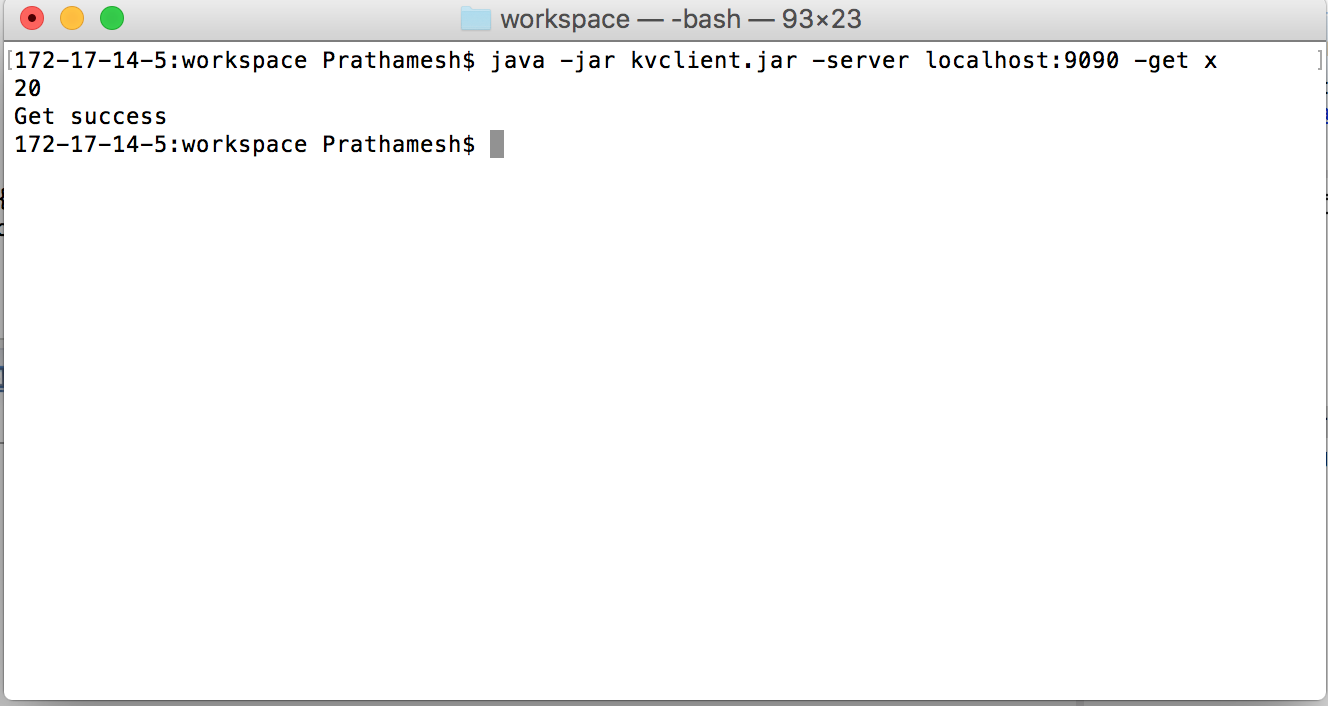 workspace — -bash — 93×23
[172-17-14-5:workspace Prathamesh$ java -jar kvclient.jar -server localhost:9090 -get x ]
20
Get success
172-17-14-5:workspace Prathamesh$